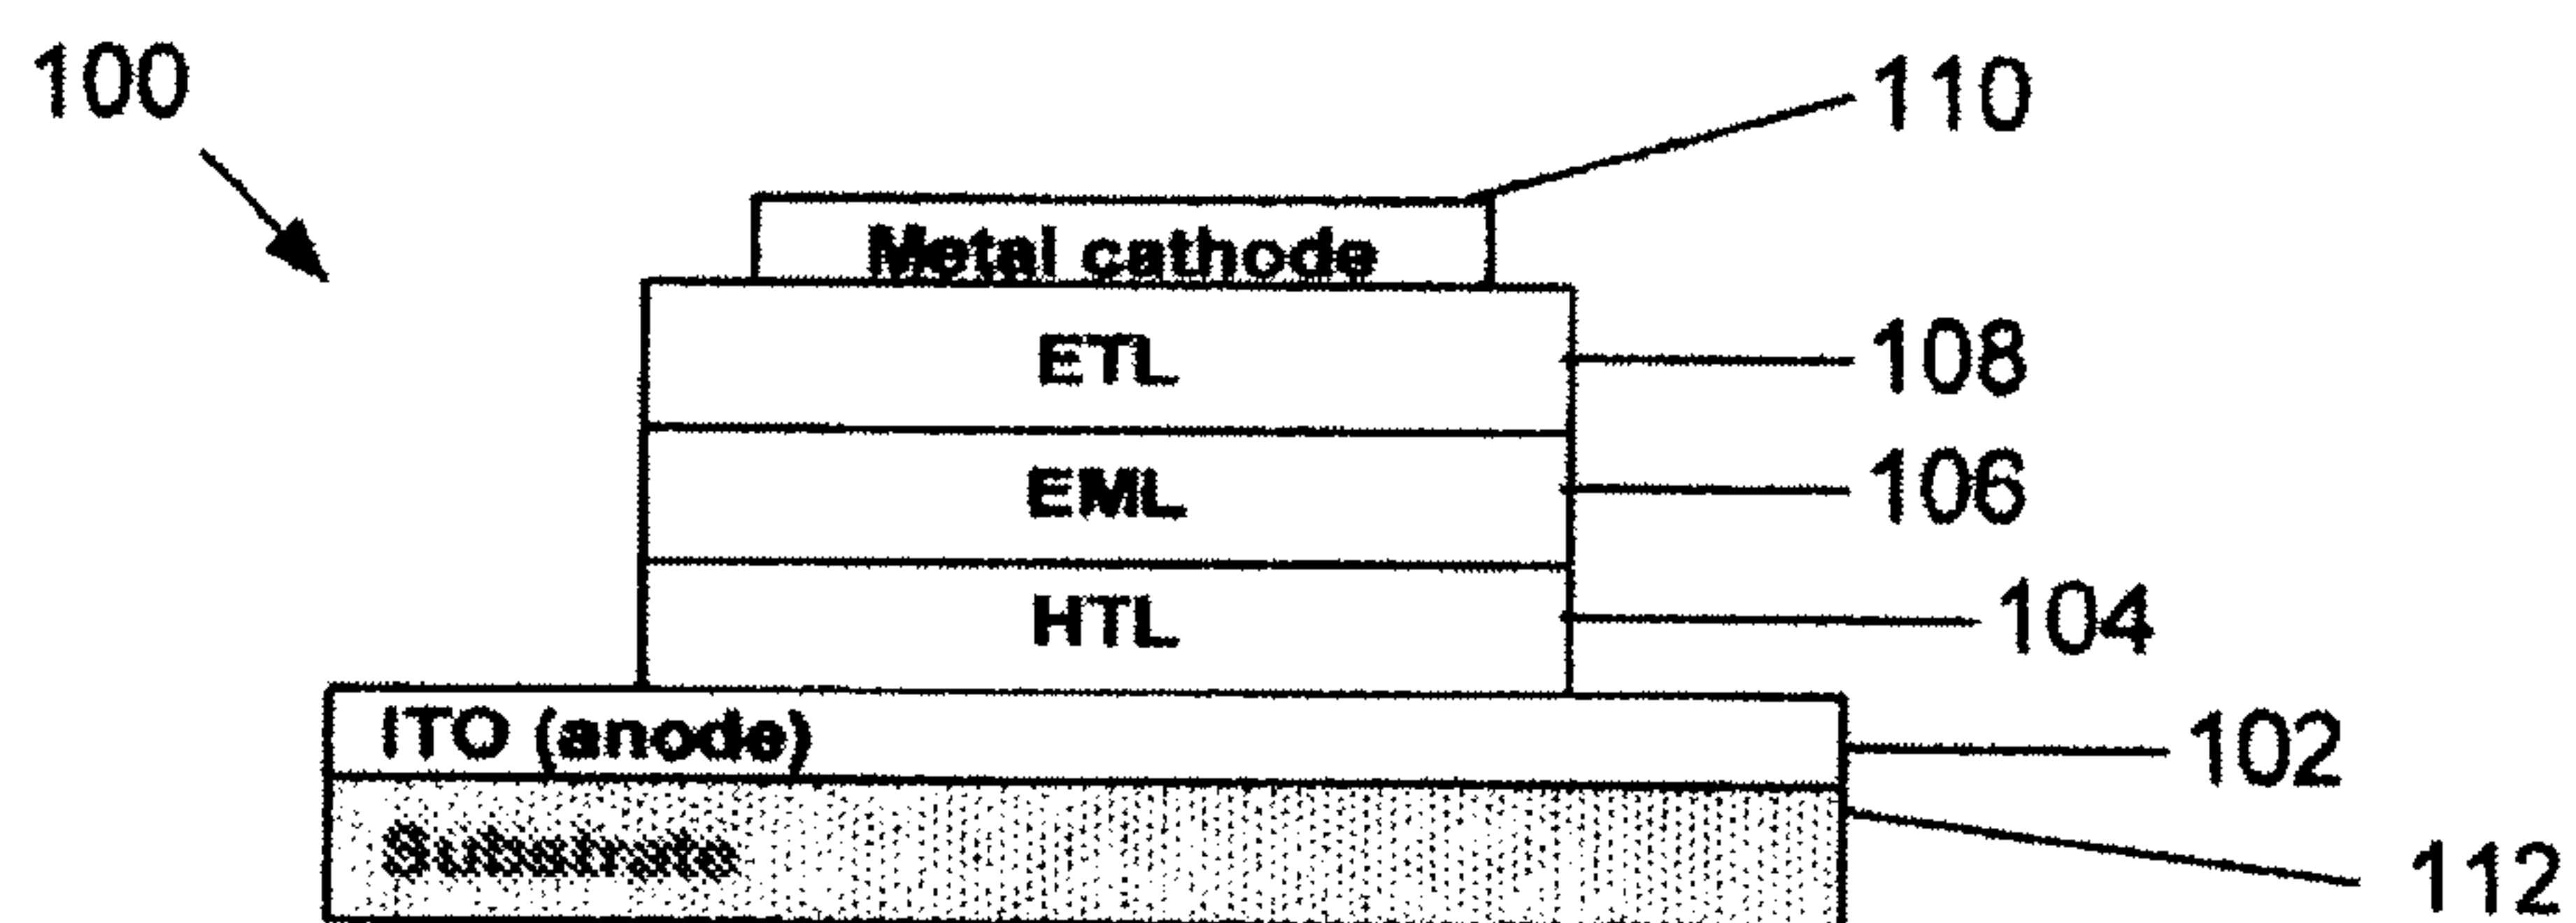 100
110
Metal cathode
ETL
108
EML
106
HTL
104
ITO (anode)
102
Substrate
112